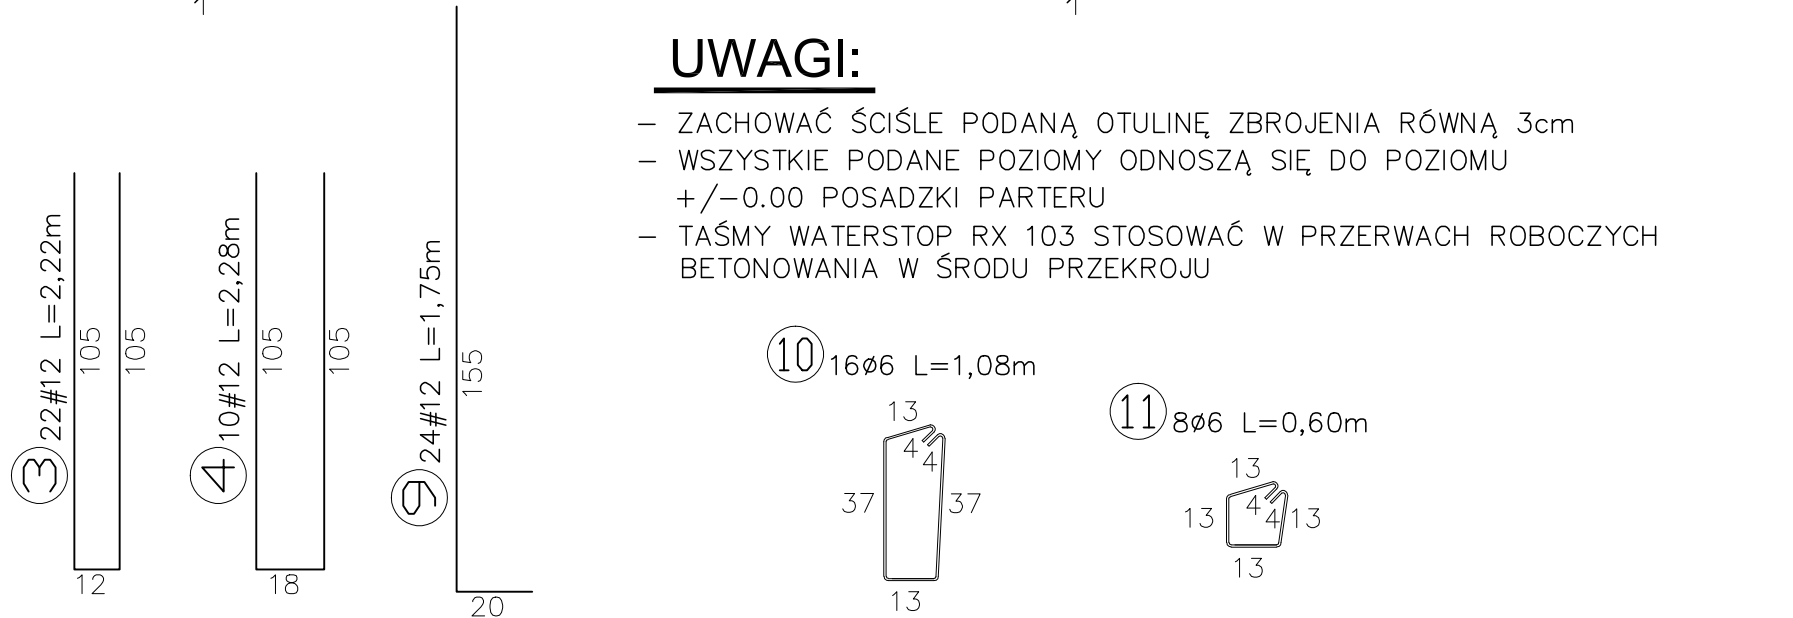 1
1
UWAGI:
– ZACHOWAĆ ŚCIŚLE PODANĄ OTULINĘ ZBROJENIA RÓWNĄ 3cm
– WSZYSTKIE PODANE POZIOMY ODNOSZĄ SIĘ DO POZIOMU
+/–0.00 POSADZKI PARTERU
– TAŚMY WATERSTOP RX 103 STOSOWAĆ W PRZERWACH ROBOCZYCH
BETONOWANIA W ŚRODU PRZEKROJU
3 22#12 L=2,22m
105
105
12
4 10#12 L=2,28m
105
105
18
9 24#12 L=1,75m
155
20
10 16ø6 L=1,08m
13
4
4
37
37
13
11 8ø6 L=0,60m
13
4
4
13
13
13